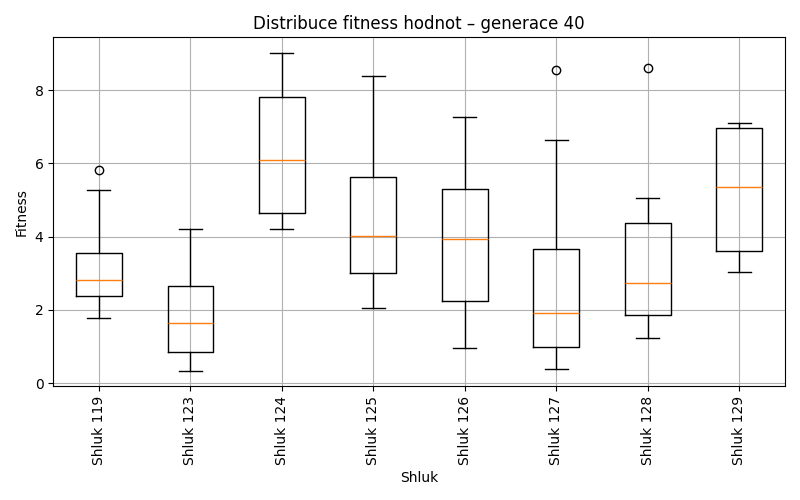 Distribuce fitness hodnot – generace 40
Fitness
8
6
4
2
0
Shluk 119
Shluk 123
Shluk 124
Shluk 125
Shluk 126
Shluk 127
Shluk 128
Shluk 129
Shluk